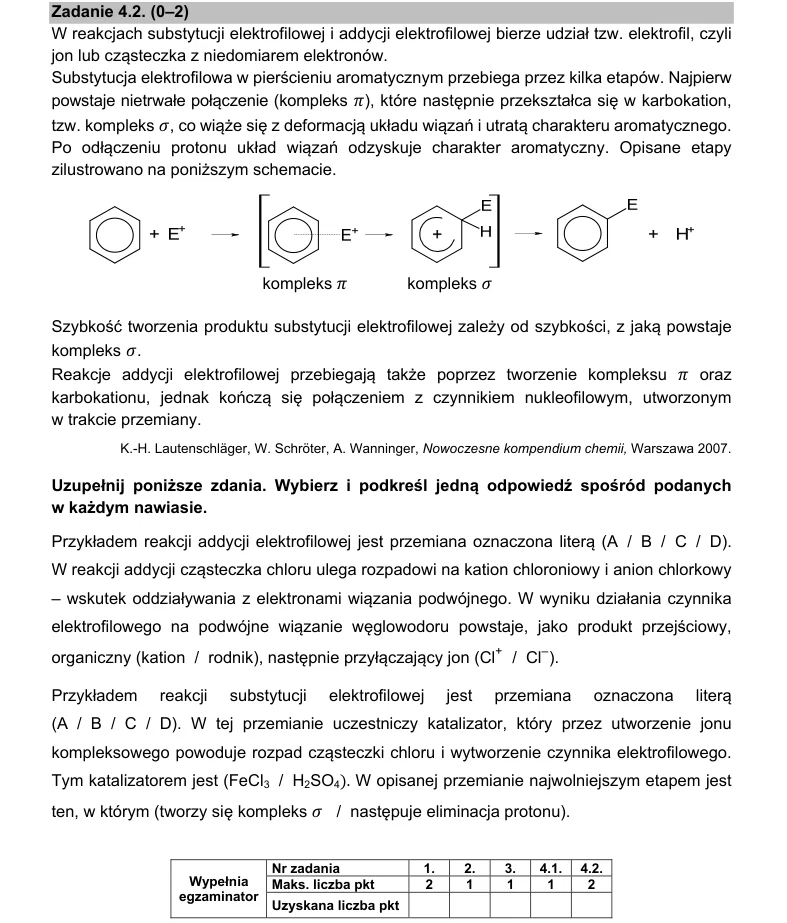 Zadanie 4.2. (0–2)
W reakcjach substytucji elektrofilowej i addycji elektrofilowej bierze udział tzw. elektrofil, czyli
jon lub cząsteczka z niedomiarem elektronów.
Substytucja elektrofilowa w pierścieniu aromatycznym przebiega przez kilka etapów. Najpierw
powstaje nietrwałe połączenie (kompleks π), które następnie przekształca się w karbokation,
tzw. kompleks σ, co wiąże się z deformacją układu wiązań i utratą charakteru aromatycznego.
Po odłączeniu protonu układ wiązań odzyskuje charakter aromatyczny. Opisane etapy
zilustrowano na poniższym schemacie.
+ E⁺ E⁺ + E H E + H⁺
kompleks π kompleks σ
Szybkość tworzenia produktu substytucji elektrofilowej zależy od szybkości, z jaką powstaje
kompleks σ.
Reakcje addycji elektrofilowej przebiegają także poprzez tworzenie kompleksu π oraz
karbokationu, jednak kończą się połączeniem z czynnikiem nukleofilowym, utworzonym
w trakcie przemiany.
K.-H. Lautenschläger, W. Schröter, A. Wanninger, Nowoczesne kompendium chemii, Warszawa 2007.
Uzupełnij poniższe zdania. Wybierz i podkreśl jedną odpowiedź spośród podanych
w każdym nawiasie.
Przykładem reakcji addycji elektrofilowej jest przemiana oznaczona literą (A / B / C / D).
W reakcji addycji cząsteczka chloru ulega rozpadowi na kation chloroniowy i anion chlorkowy
– wskutek oddziaływania z elektronami wiązania podwójnego. W wyniku działania czynnika
elektrofilowego na podwójne wiązanie węglowodoru powstaje, jako produkt przejściowy,
organiczny (kation / rodnik), następnie przyłączający jon (Cl⁺ / Cl⁻).
Przykładem reakcji substytucji elektrofilowej jest przemiana oznaczona literą
(A / B / C / D). W tej przemianie uczestniczy katalizator, który przez utworzenie jonu
kompleksowego powoduje rozpad cząsteczki chloru i wytworzenie czynnika elektrofilowego.
Tym katalizatorem jest (FeCl₃ / H₂SO₄). W opisanej przemianie najwolniejszym etapem jest
ten, w którym (tworzy się kompleks σ / następuje eliminacja protonu).
Wypełnia egzaminator
Nr zadania 1. 2. 3. 4.1. 4.2.
Maks. liczba pkt 2 1 1 1 2
Uzyskana liczba pkt